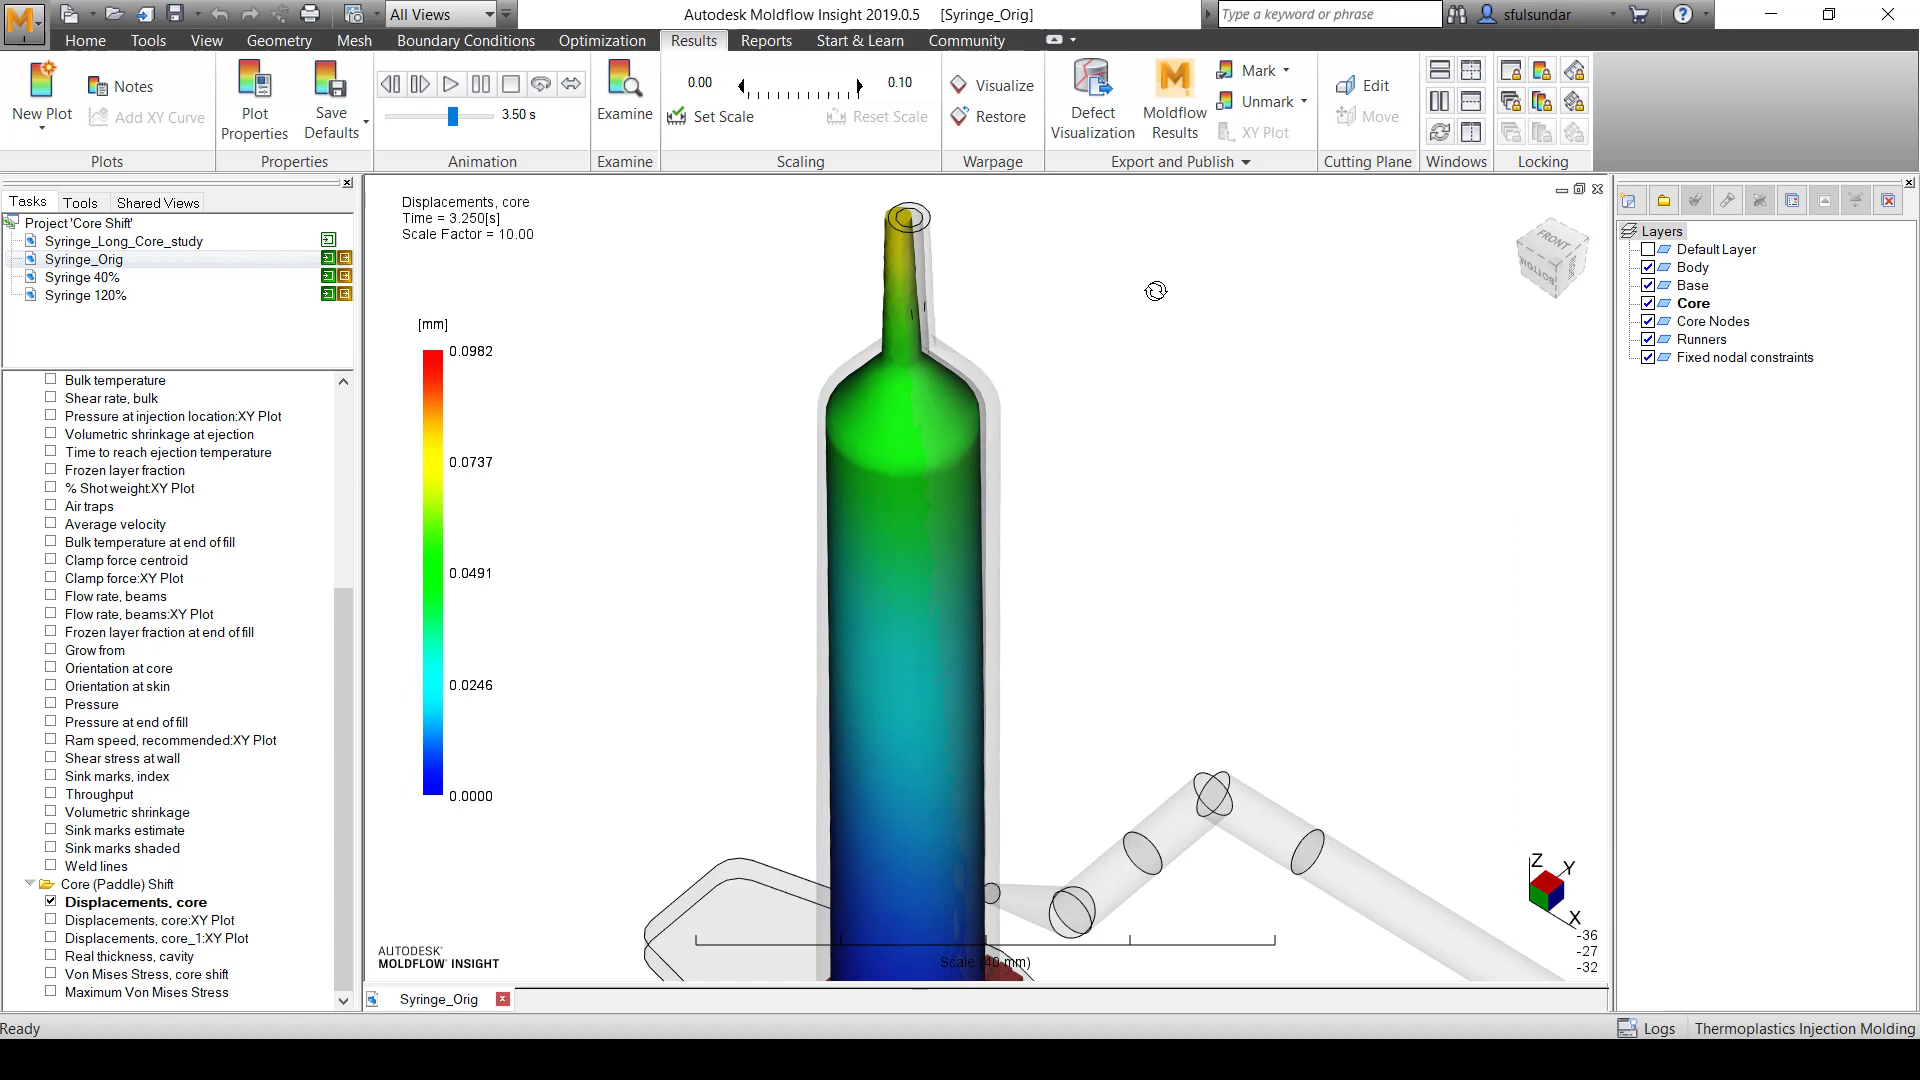 All Views
Autodesk Moldflow Insight 2019.0.5 [Syringe_Orig]
Type a keyword or phrase
sfulsundar
Home Tools View Geometry Mesh Boundary Conditions Optimization Results Reports Start & Learn Community
New Plot
Notes
Add XY Curve
Plots
Plot Properties
Save Defaults
Properties
3.50 s
Animation
Examine
Examine
0.00
0.10
Set Scale
Reset Scale
Scaling
Visualize
Restore
Warpage
Defect Visualization
Moldflow Results
Mark
Unmark
XY Plot
Export and Publish
Edit
Move
Cutting Plane
Windows
Locking
Tasks Tools Shared Views
Project 'Core Shift'
Syringe_Long_Core_study
Syringe_Orig
Syringe 40%
Syringe 120%
Bulk temperature
Shear rate, bulk
Pressure at injection location:XY Plot
Volumetric shrinkage at ejection
Time to reach ejection temperature
Frozen layer fraction
% Shot weight:XY Plot
Air traps
Average velocity
Bulk temperature at end of fill
Clamp force centroid
Clamp force:XY Plot
Flow rate, beams
Flow rate, beams:XY Plot
Frozen layer fraction at end of fill
Grow from
Orientation at core
Orientation at skin
Pressure
Pressure at end of fill
Ram speed, recommended:XY Plot
Shear stress at wall
Sink marks, index
Throughput
Volumetric shrinkage
Sink marks estimate
Sink marks shaded
Weld lines
Core (Paddle) Shift
Displacements, core
Displacements, core:XY Plot
Displacements, core_1:XY Plot
Real thickness, cavity
Von Mises Stress, core shift
Maximum Von Mises Stress
Displacements, core
Time = 3.250[s]
Scale Factor = 10.00
[mm]
0.0982
0.0737
0.0491
0.0246
0.0000
AUTODESK
MOLDFLOW INSIGHT
Scale (40 mm)
FRONT
BOTTOM
Z
Y
X
-36
-27
-32
Syringe_Orig
Layers
Default Layer
Body
Base
Core
Core Nodes
Runners
Fixed nodal constraints
Ready
Logs
Thermoplastics Injection Molding